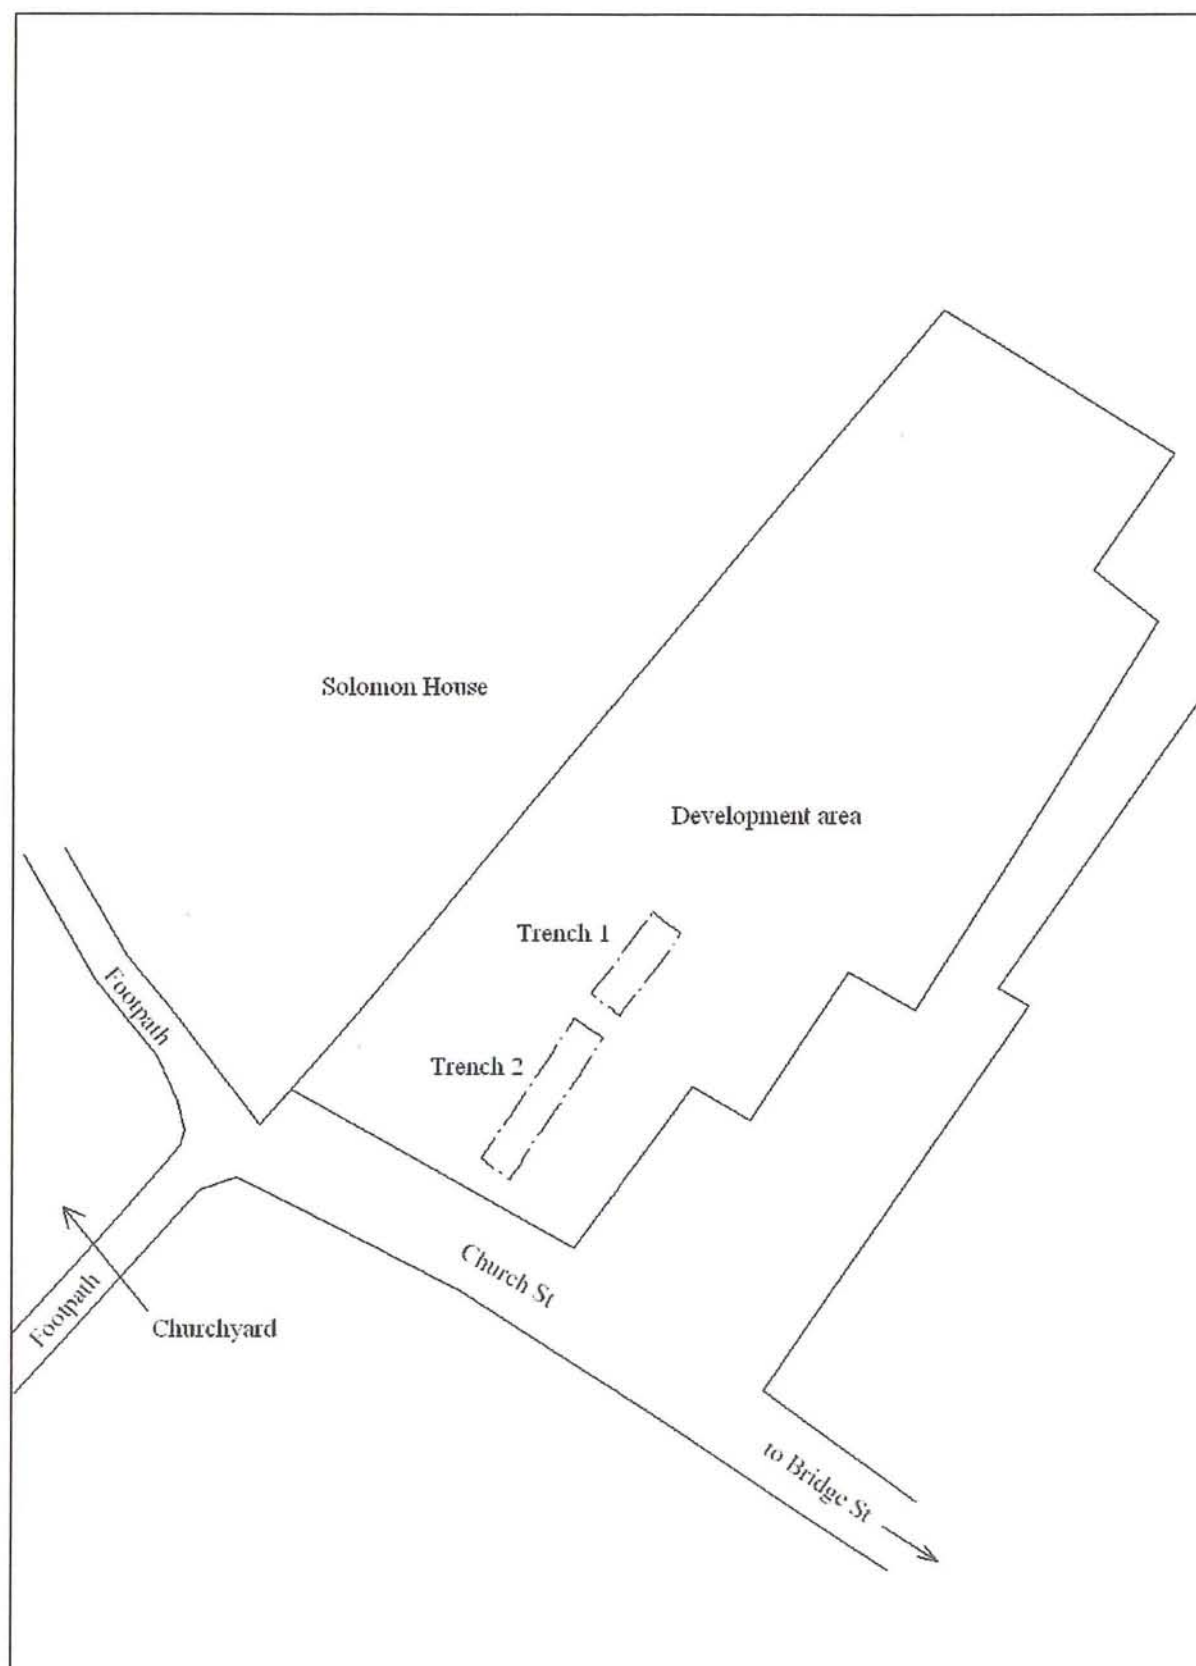 Solomon House
Development area
Trench 1
Footpath
Trench 2
Church St
Footpath
Churchyard
to Bridge St